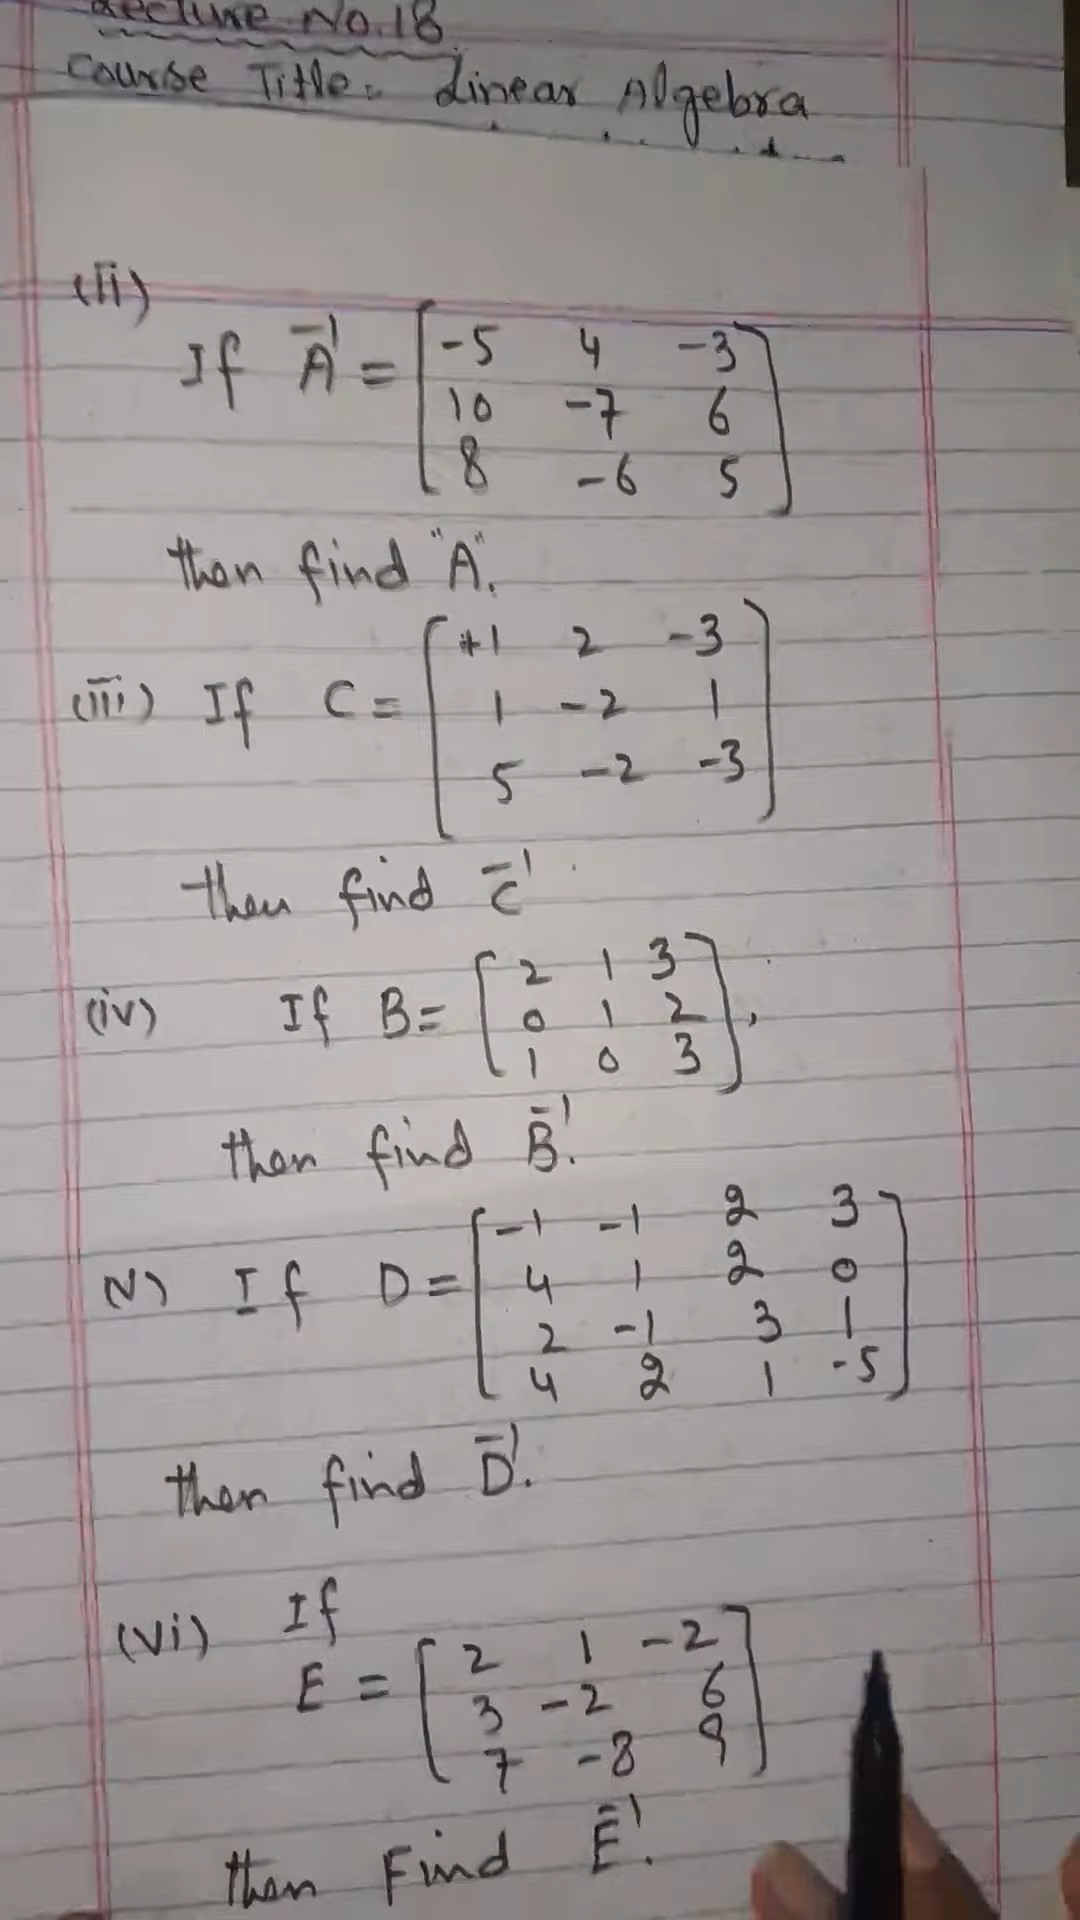 Lecture No. 18
Course Title: Linear Algebra
(ii)
If A⁻¹ = [ -5 4 -3
10 -7 6
8 -6 5 ]
then find "A".
(iii) If C = [ +1 2 -3
1 -2 1
5 -2 -3 ]
then find C⁻¹.
(iv) If B = [ 2 1 3
0 1 2
1 0 3 ],
then find B⁻¹.
(v) If D = [ -1 -1 2 3
4 1 2 0
2 -1 3 1
4 2 1 -5 ]
then find D⁻¹.
(vi) If
E = [ 2 1 -2
3 -2 6
7 -8 9 ]
then Find E⁻¹.